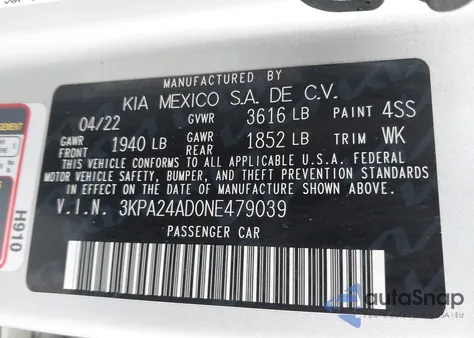 MANUFACTURED BY
KIA MEXICO S.A. DE C.V.
04/22 GVWR 3616 LB PAINT 4SS
GAWR FRONT 1940 LB GAWR REAR 1852 LB TRIM WK
THIS VEHICLE CONFORMS TO ALL APPLICABLE U.S.A. FEDERAL
MOTOR VEHICLE SAFETY, BUMPER, AND THEFT PREVENTION STANDARDS
IN EFFECT ON THE DATE OF MANUFACTURE SHOWN ABOVE.
V.I.N. 3KPA24AD0NE479039
PASSENGER CAR
H910
autoSnap